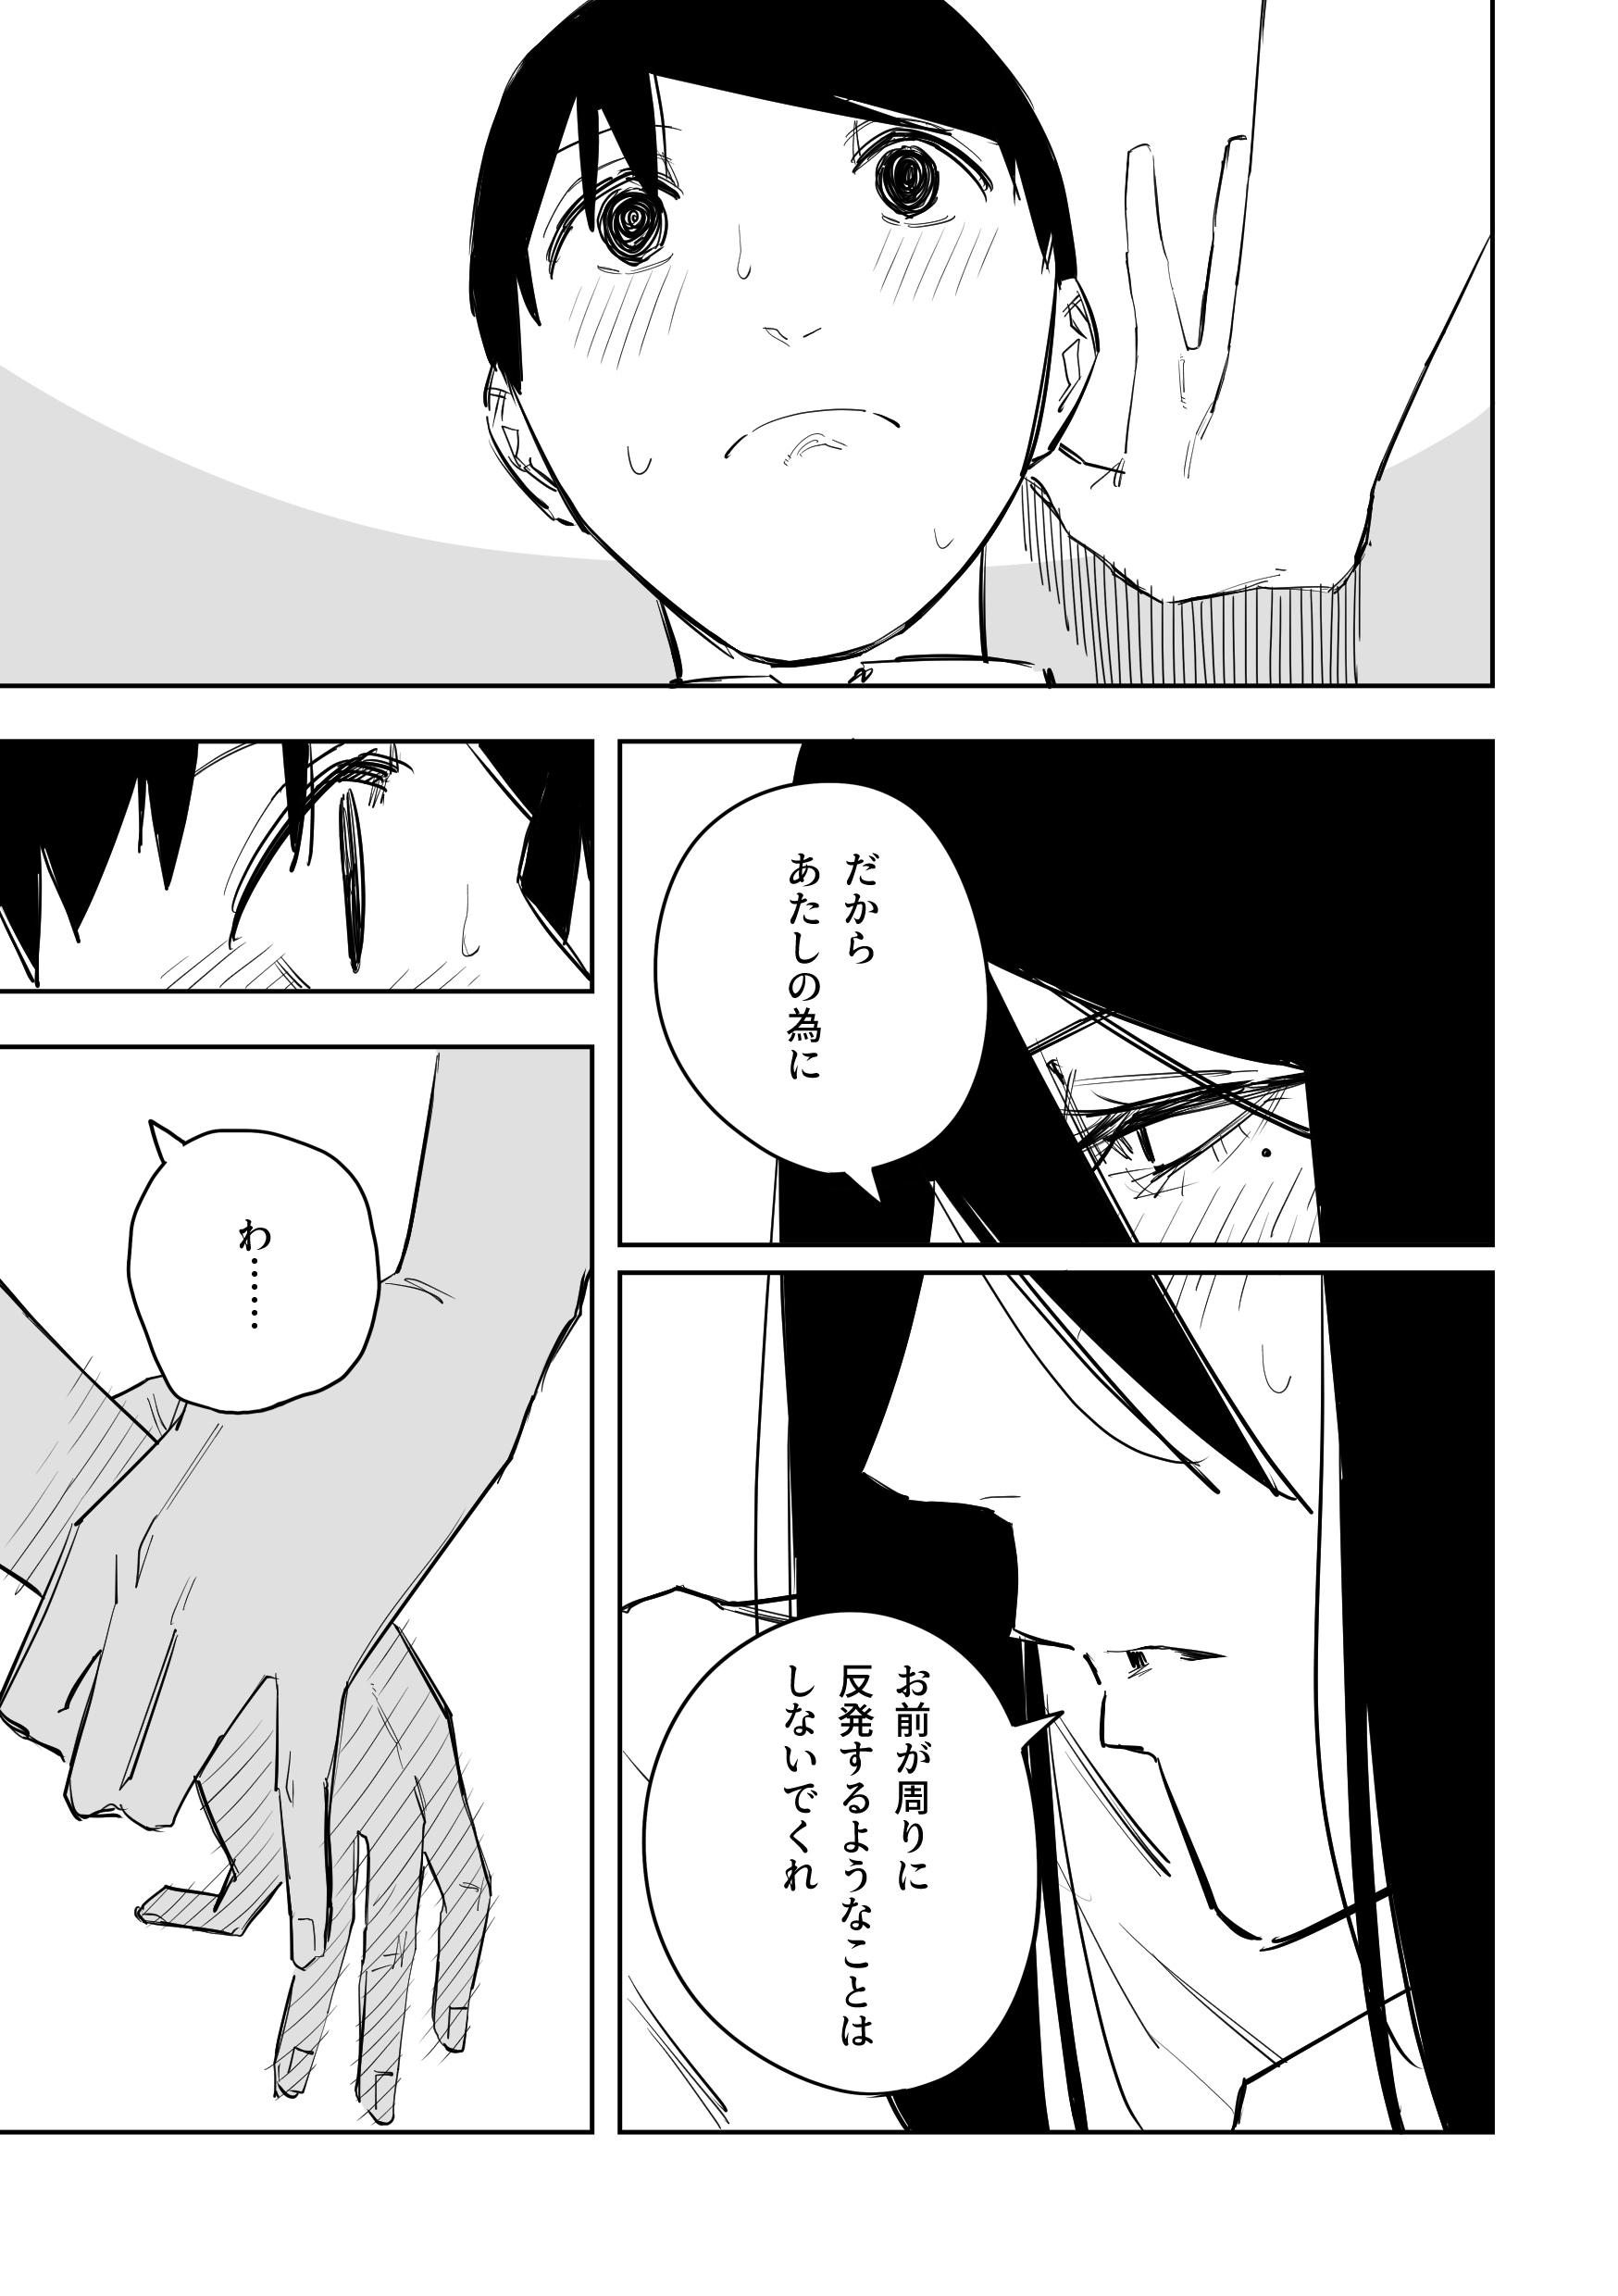 だから
あたしの為に
お前が周りに
反発するようなことは
しないでくれ
わ……